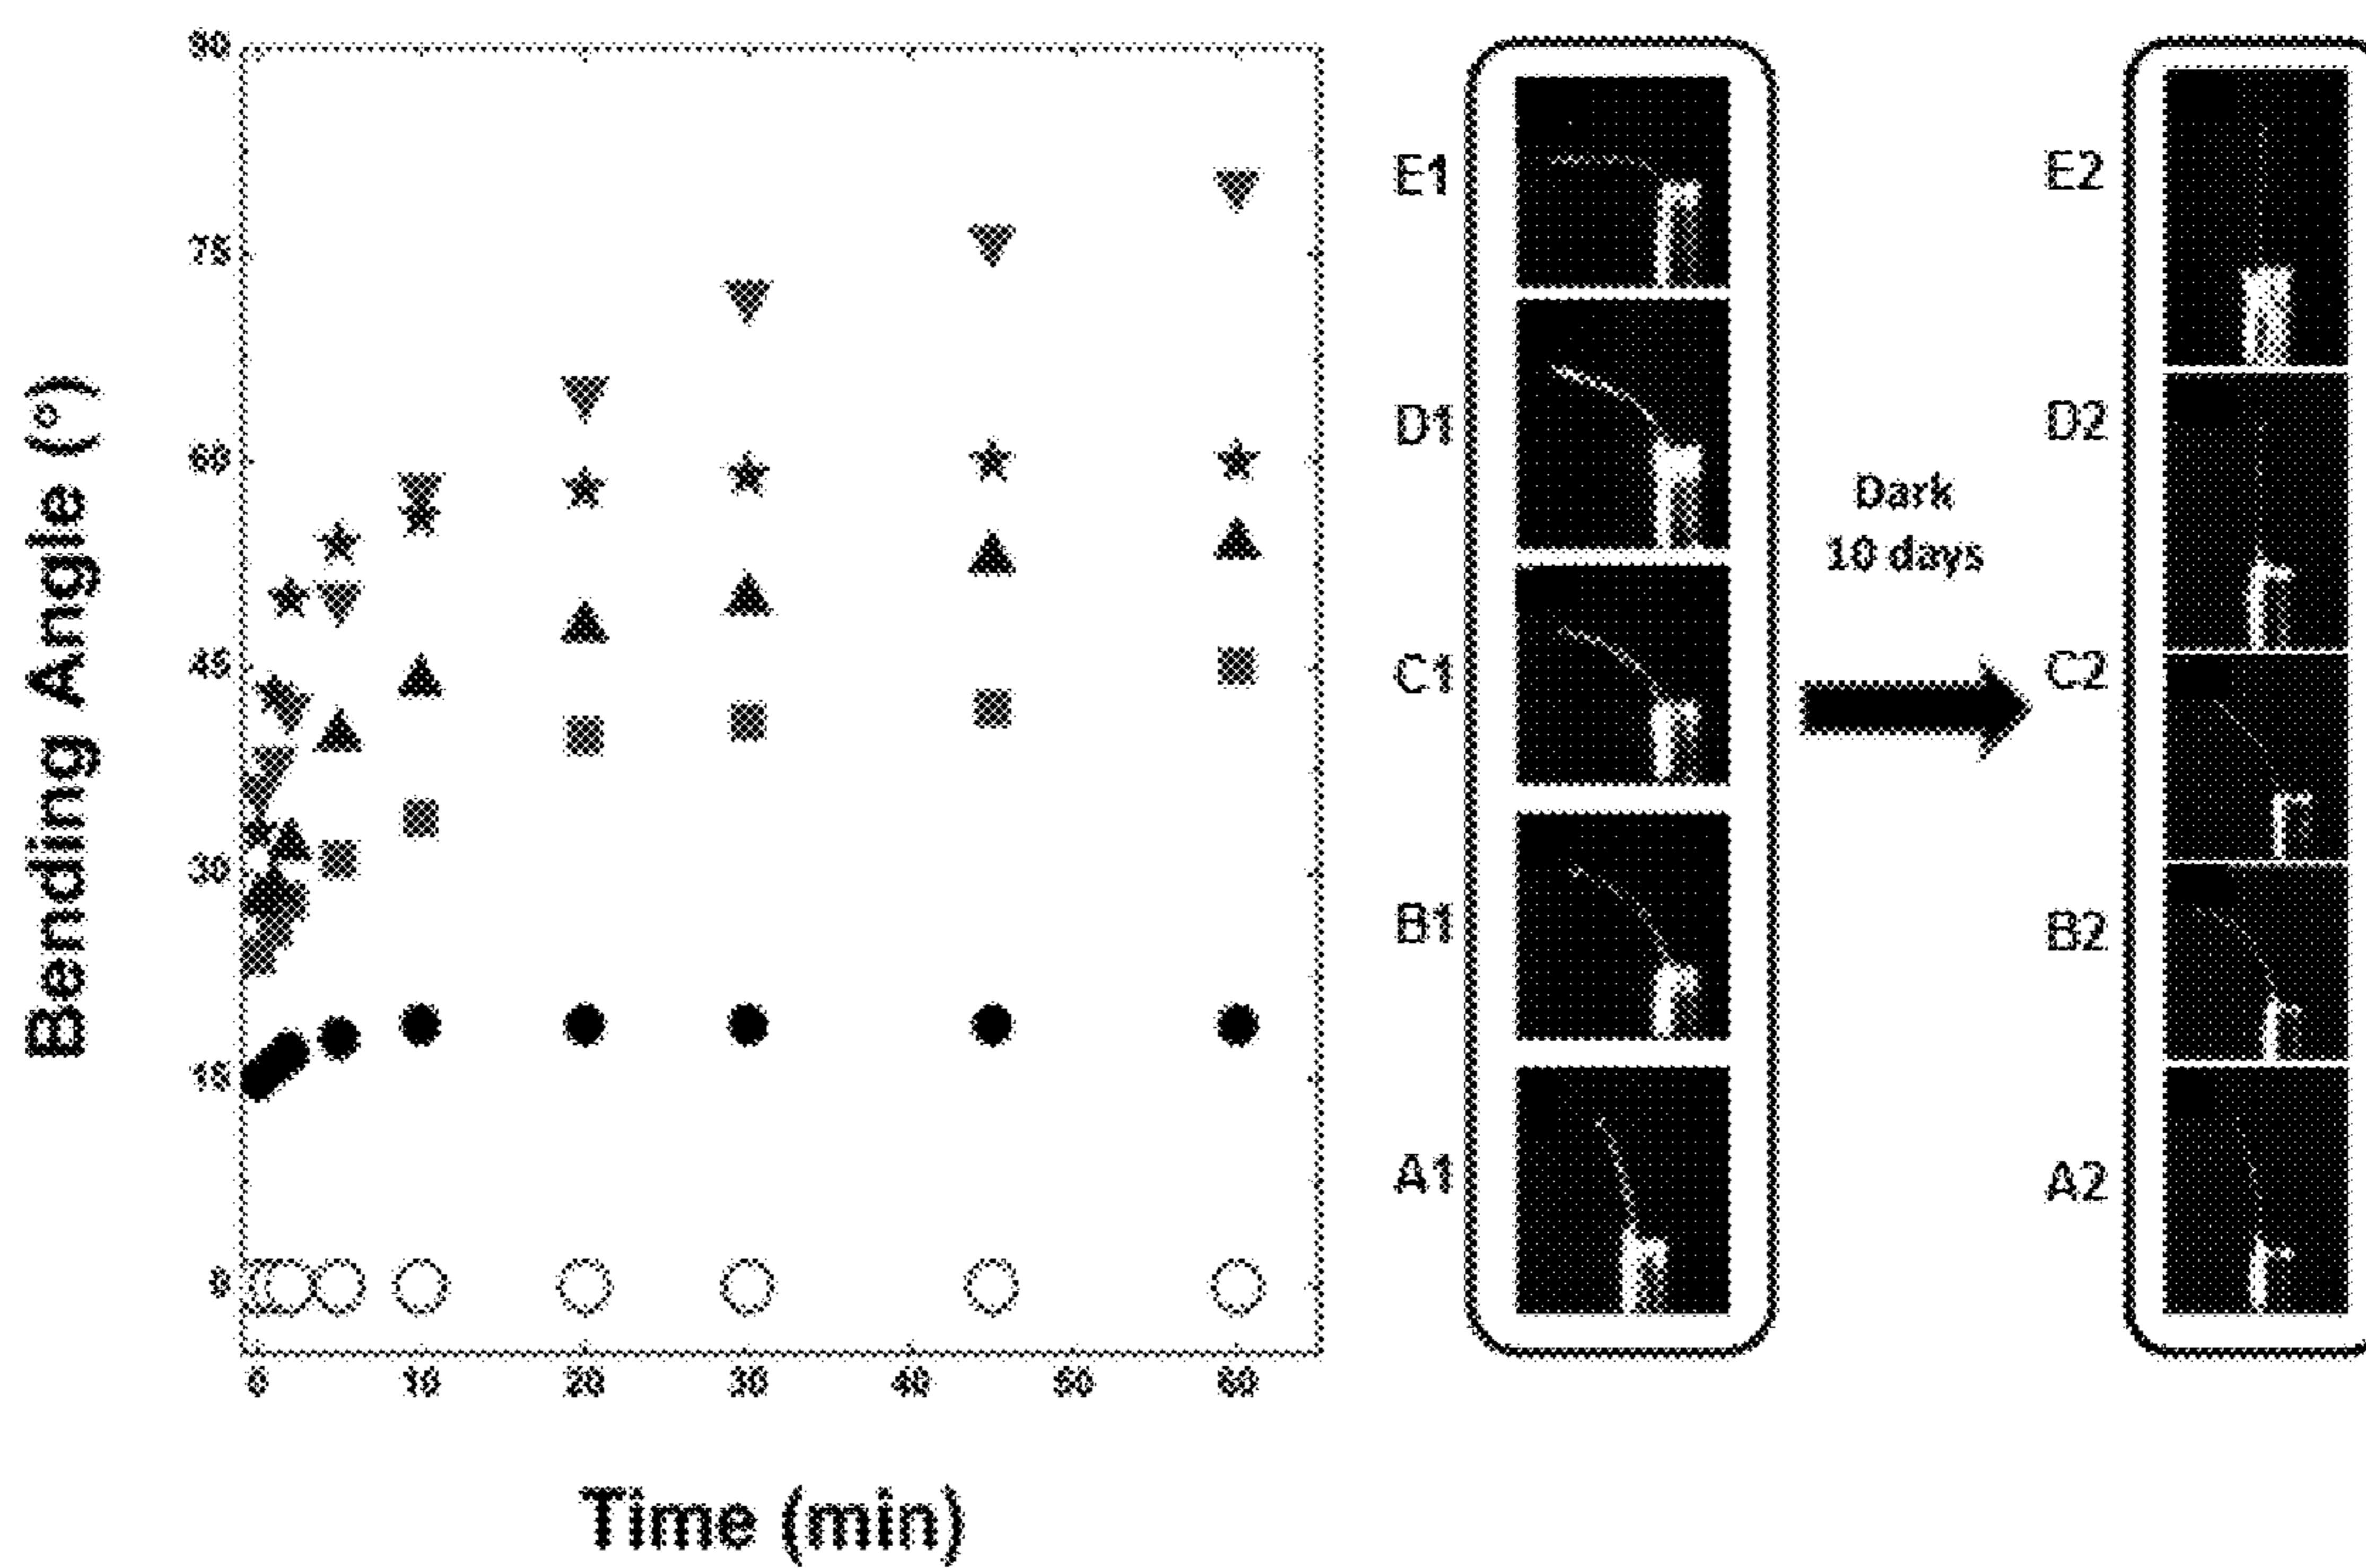 Bending Angle (°)
90
75
60
45
30
15
0
0 10 20 30 40 50 60
Time (min)
E1
D1
C1
B1
A1
Dark
10 days
E2
D2
C2
B2
A2